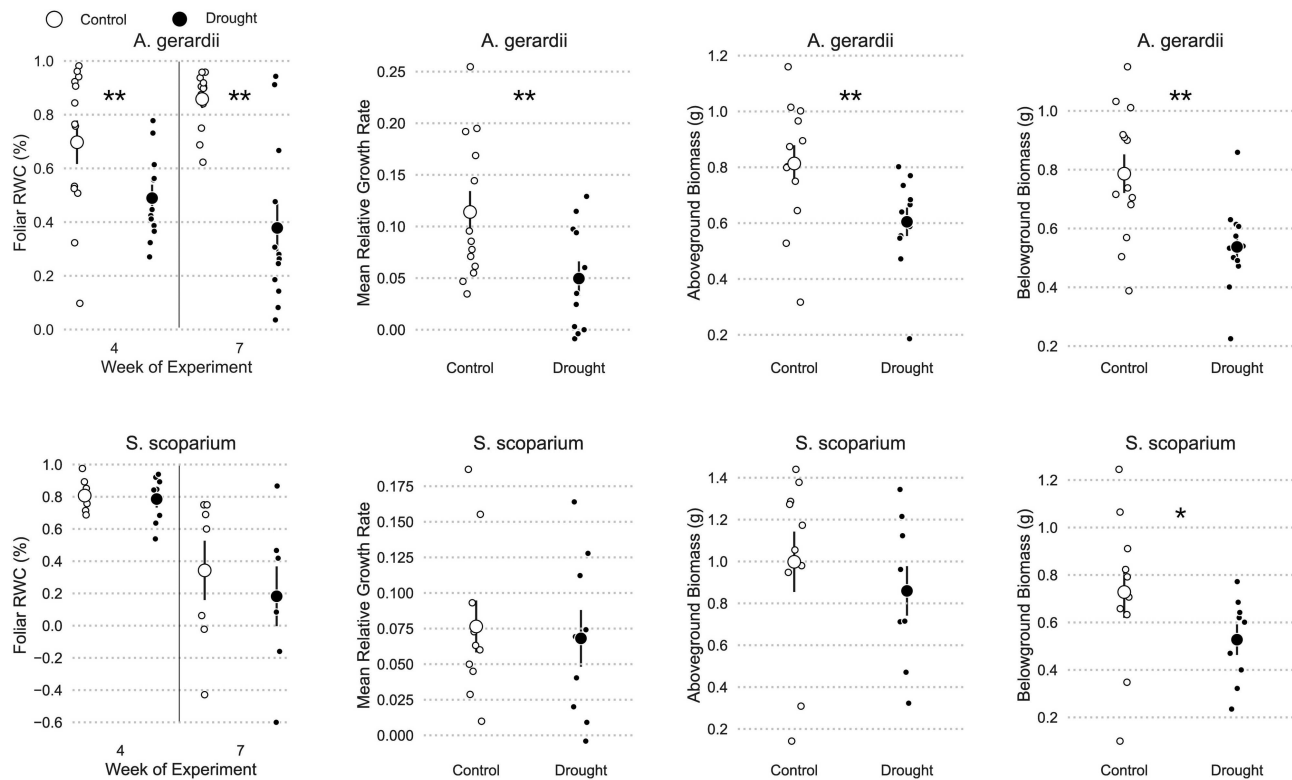 Control Drought
A. gerardii
Foliar RWC (%)
1.0
0.8
0.6
0.4
0.2
0.0
** **
4 7
Week of Experiment
A. gerardii
Mean Relative Growth Rate
0.25
0.20
0.15
0.10
0.05
0.00
**
Control Drought
A. gerardii
Aboveground Biomass (g)
1.2
1.0
0.8
0.6
0.4
0.2
**
Control Drought
A. gerardii
Belowground Biomass (g)
1.0
0.8
0.6
0.4
0.2
**
Control Drought
S. scoparium
Foliar RWC (%)
1.0
0.8
0.6
0.4
0.2
0.0
−0.2
−0.4
−0.6
4 7
Week of Experiment
S. scoparium
Mean Relative Growth Rate
0.175
0.150
0.125
0.100
0.075
0.050
0.025
0.000
Control Drought
S. scoparium
Aboveground Biomass (g)
1.4
1.2
1.0
0.8
0.6
0.4
0.2
Control Drought
S. scoparium
Belowground Biomass (g)
1.2
1.0
0.8
0.6
0.4
0.2
*
Control Drought